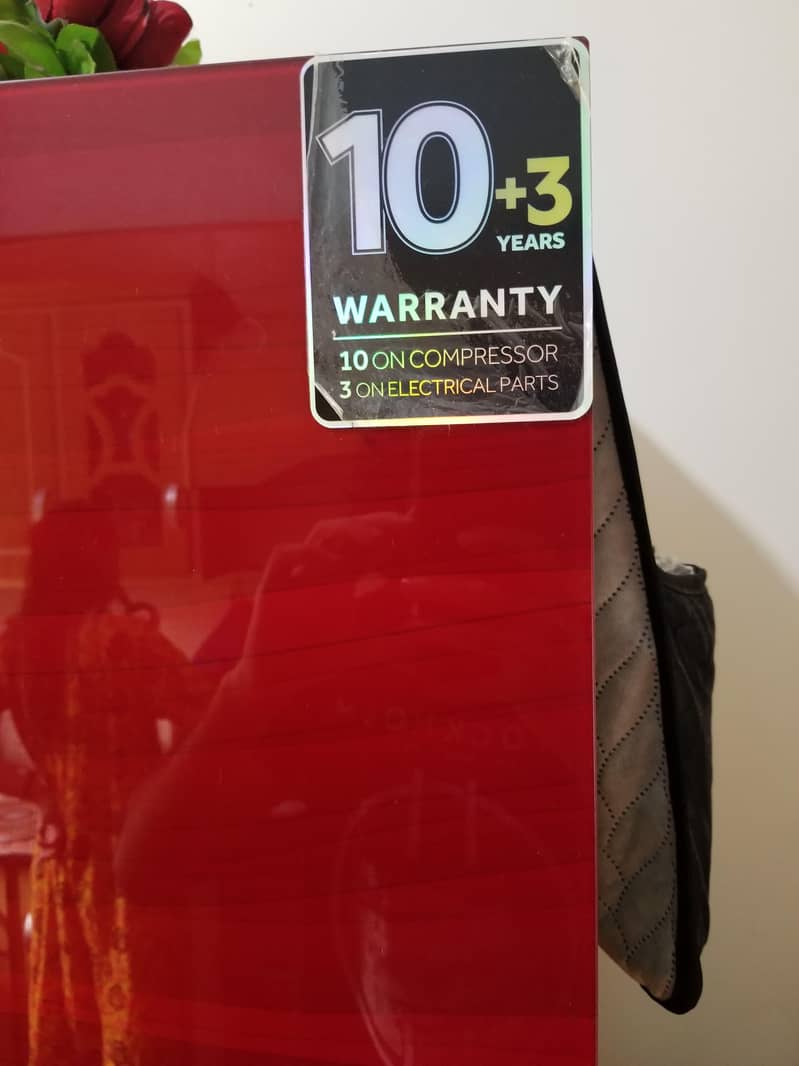 10+3
YEARS
WARRANTY
10 ON COMPRESSOR
3 ON ELECTRICAL PARTS